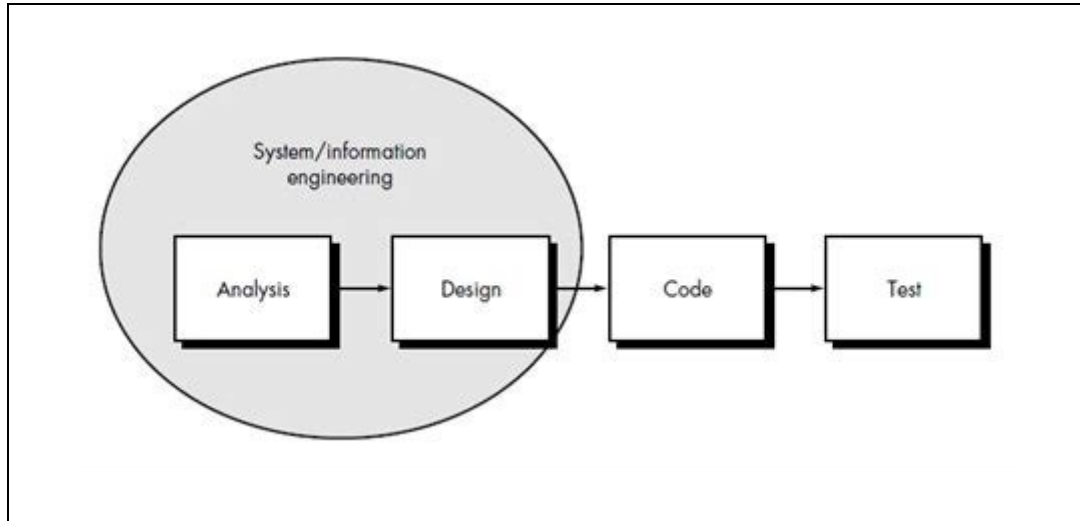 System/information
engineering
Analysis
Design
Code
Test